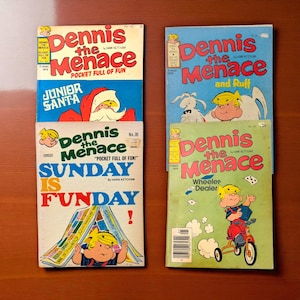 Dennis
the
Menace
POCKET FULL OF FUN
JUNIOR
SANTA
Dennis
the
Menace
and Ruff
Dennis
the
Menace
"POCKET FULL OF FUN!"
SUNDAY
IS
FUNDAY
!
Dennis
the
Menace
Wheeler-
Dealer